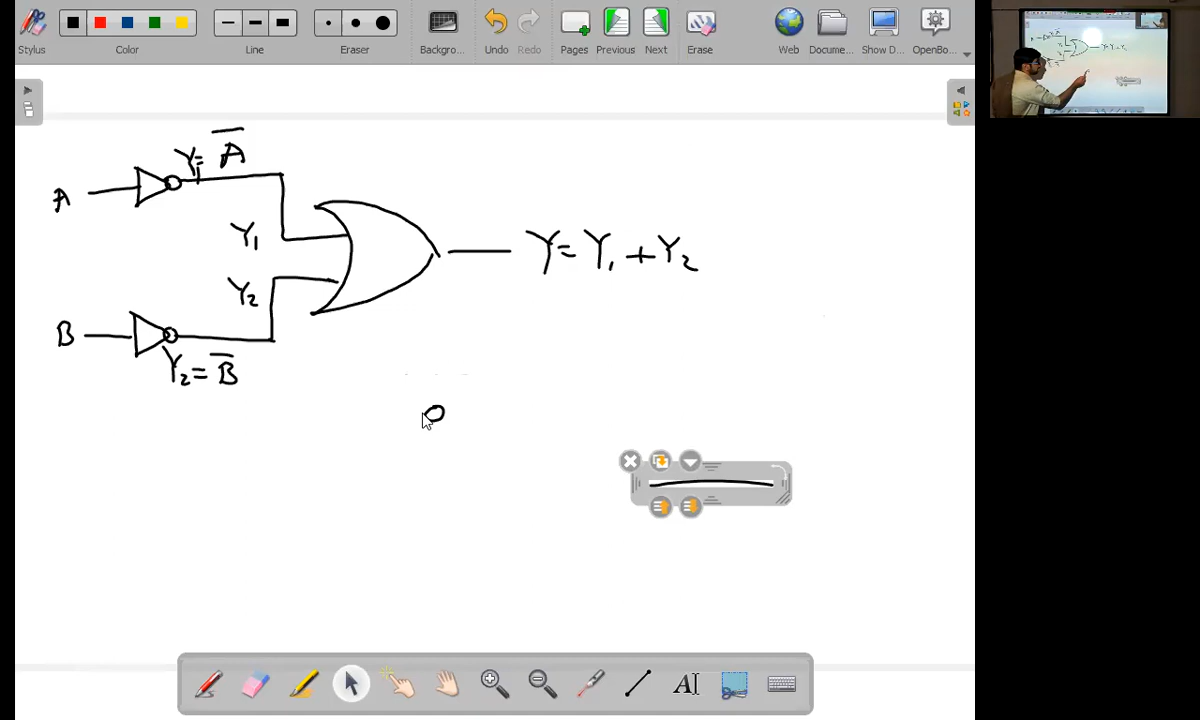 Stylus Color Line Eraser Backgro... Undo Redo Pages Previous Next Erase Web Docume... Show D... OpenBo...
Y₁= A̅
A
Y₁
Y = Y₁ + Y₂
Y₂
B
Y₂ = B̅